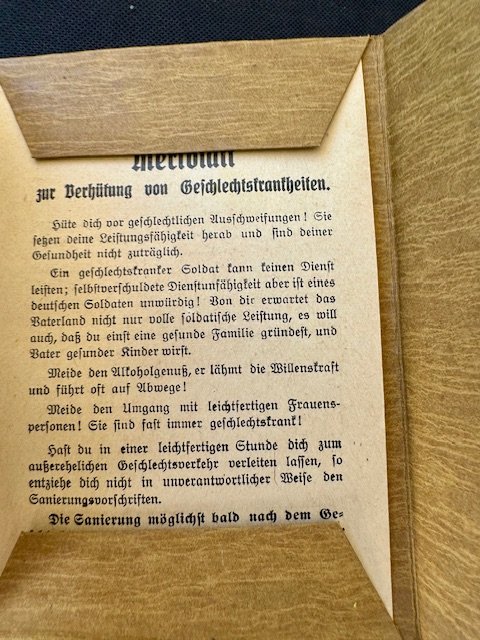 Merkblatt
zur Verhütung von Geschlechtskrankheiten.
Hüte dich vor geschlechtlichen Ausschweifungen! Sie
setzen deine Leistungsfähigkeit herab und sind deiner
Gesundheit nicht zuträglich.
Ein geschlechtskranker Soldat kann keinen Dienst
leisten; selbstverschuldete Dienstunfähigkeit aber ist eines
deutschen Soldaten unwürdig! Von dir erwartet das
Vaterland nicht nur volle soldatische Leistung, es will
auch, daß du einst eine gesunde Familie gründest, und
Vater gesunder Kinder wirst.
Meide den Alkoholgenuß, er lähmt die Willenskraft
und führt oft auf Abwege!
Meide den Umgang mit leichtfertigen Frauens-
personen! Sie sind fast immer geschlechtskrank!
Hast du in einer leichtfertigen Stunde dich zum
außerehelichen Geschlechtsverkehr verleiten lassen, so
entziehe dich nicht in unverantwortlicher Weise den
Sanierungsvorschriften.
Die Sanierung möglichst bald nach dem Ge-